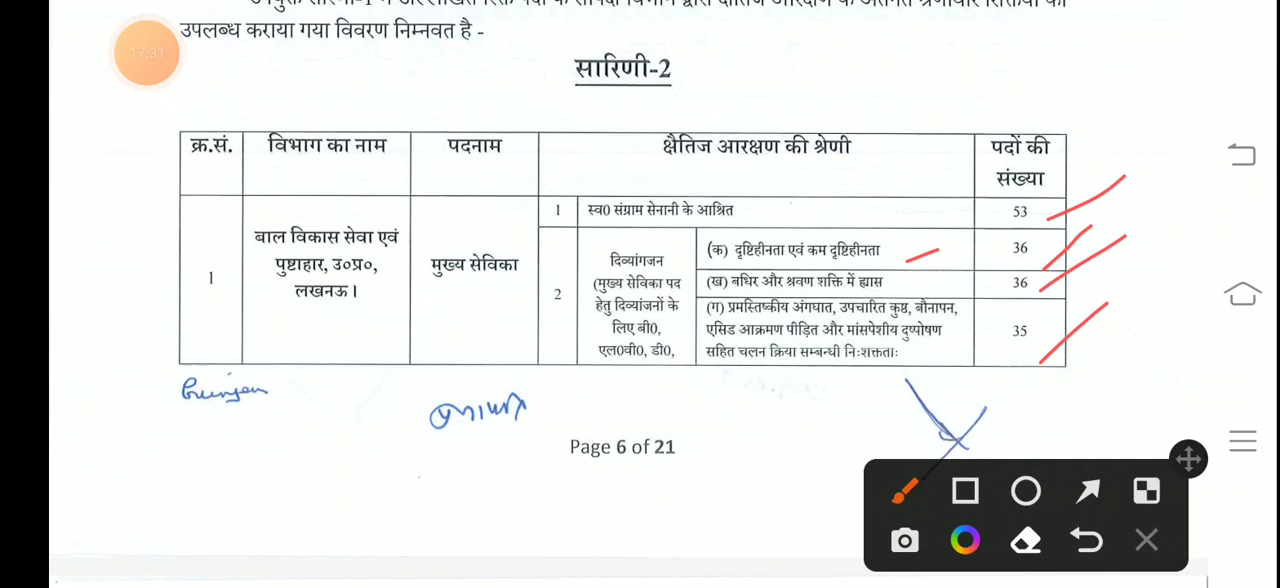 17:31
उपलब्ध कराया गया विवरण निम्नवत है -
सारिणी-2
क्र.सं. विभाग का नाम पदनाम क्षैतिज आरक्षण की श्रेणी पदों की
संख्या
1 स्व0 संग्राम सेनानी के आश्रित 53
1 बाल विकास सेवा एवं
पुष्टाहार, उ०प्र०,
लखनऊ।
मुख्य सेविका
2 दिव्यांगजन
(मुख्य सेविका पद
हेतु दिव्यांजनों के
लिए बी0,
एल0वी0, डी0,
(क) दृष्टिहीनता एवं कम दृष्टिहीनता 36
(ख) बधिर और श्रवण शक्ति में ह्रास 36
(ग) प्रमस्तिष्कीय अंगघात, उपचारित कुष्ठ, बौनापन,
एसिड आक्रमण पीड़ित और मांसपेशीय दुष्पोषण 35
सहित चलन क्रिया सम्बन्धी निःशक्तताः
Page 6 of 21